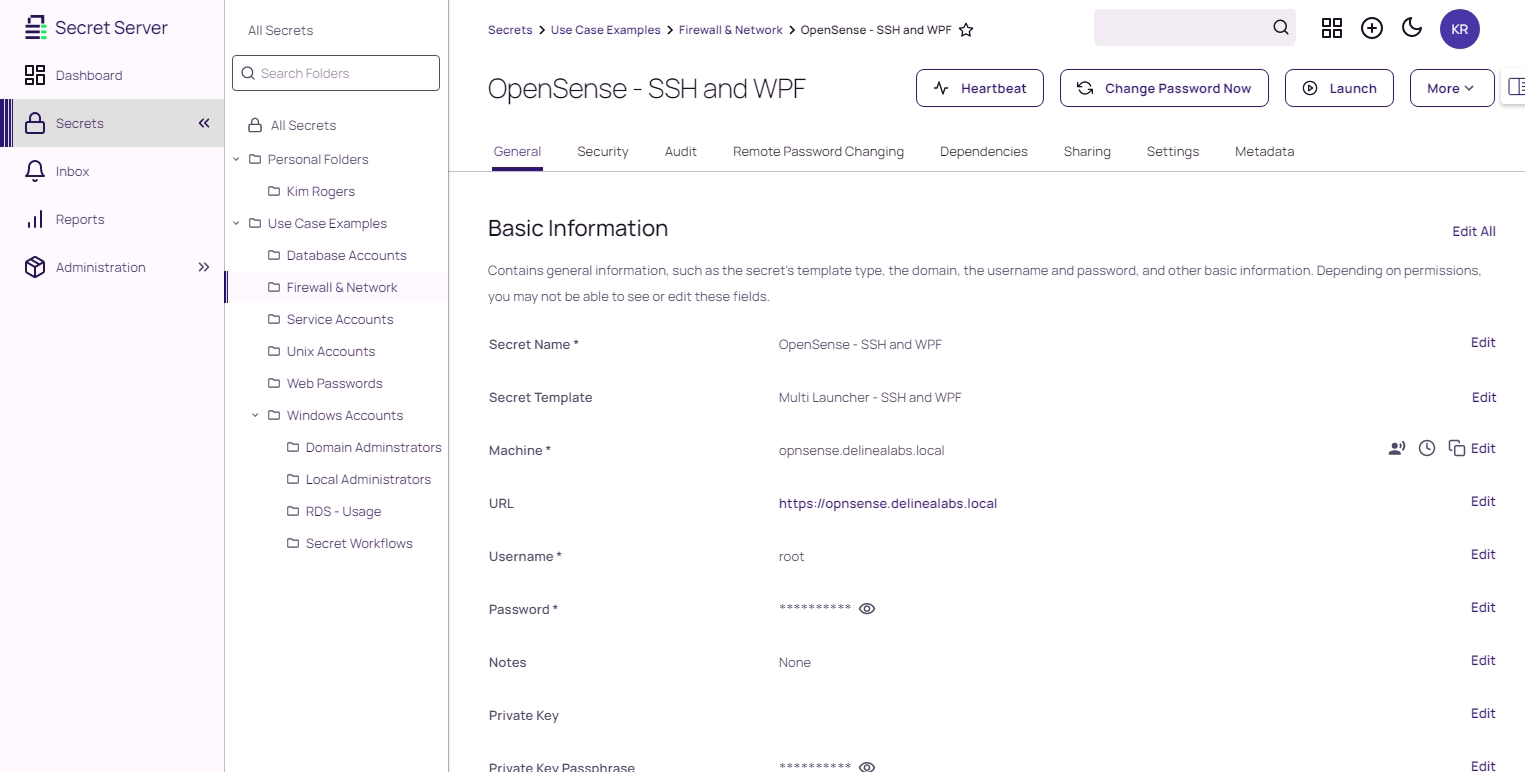 Secret Server
Dashboard
Secrets
Inbox
Reports
Administration
All Secrets
Search Folders
All Secrets
Personal Folders
Kim Rogers
Use Case Examples
Database Accounts
Firewall & Network
Service Accounts
Unix Accounts
Web Passwords
Windows Accounts
Domain Adminstrators
Local Administrators
RDS - Usage
Secret Workflows
Secrets > Use Case Examples > Firewall & Network > OpenSense - SSH and WPF
KR
OpenSense - SSH and WPF
Heartbeat
Change Password Now
Launch
More
General Security Audit Remote Password Changing Dependencies Sharing Settings Metadata
Basic Information
Edit All
Contains general information, such as the secret's template type, the domain, the username and password, and other basic information. Depending on permissions,
you may not be able to see or edit these fields.
Secret Name * OpenSense - SSH and WPF Edit
Secret Template Multi Launcher - SSH and WPF Edit
Machine * opnsense.delinealabs.local Edit
URL https://opnsense.delinealabs.local Edit
Username * root Edit
Password * ********** Edit
Notes None Edit
Private Key Edit
Private Key Passphrase ********** Edit